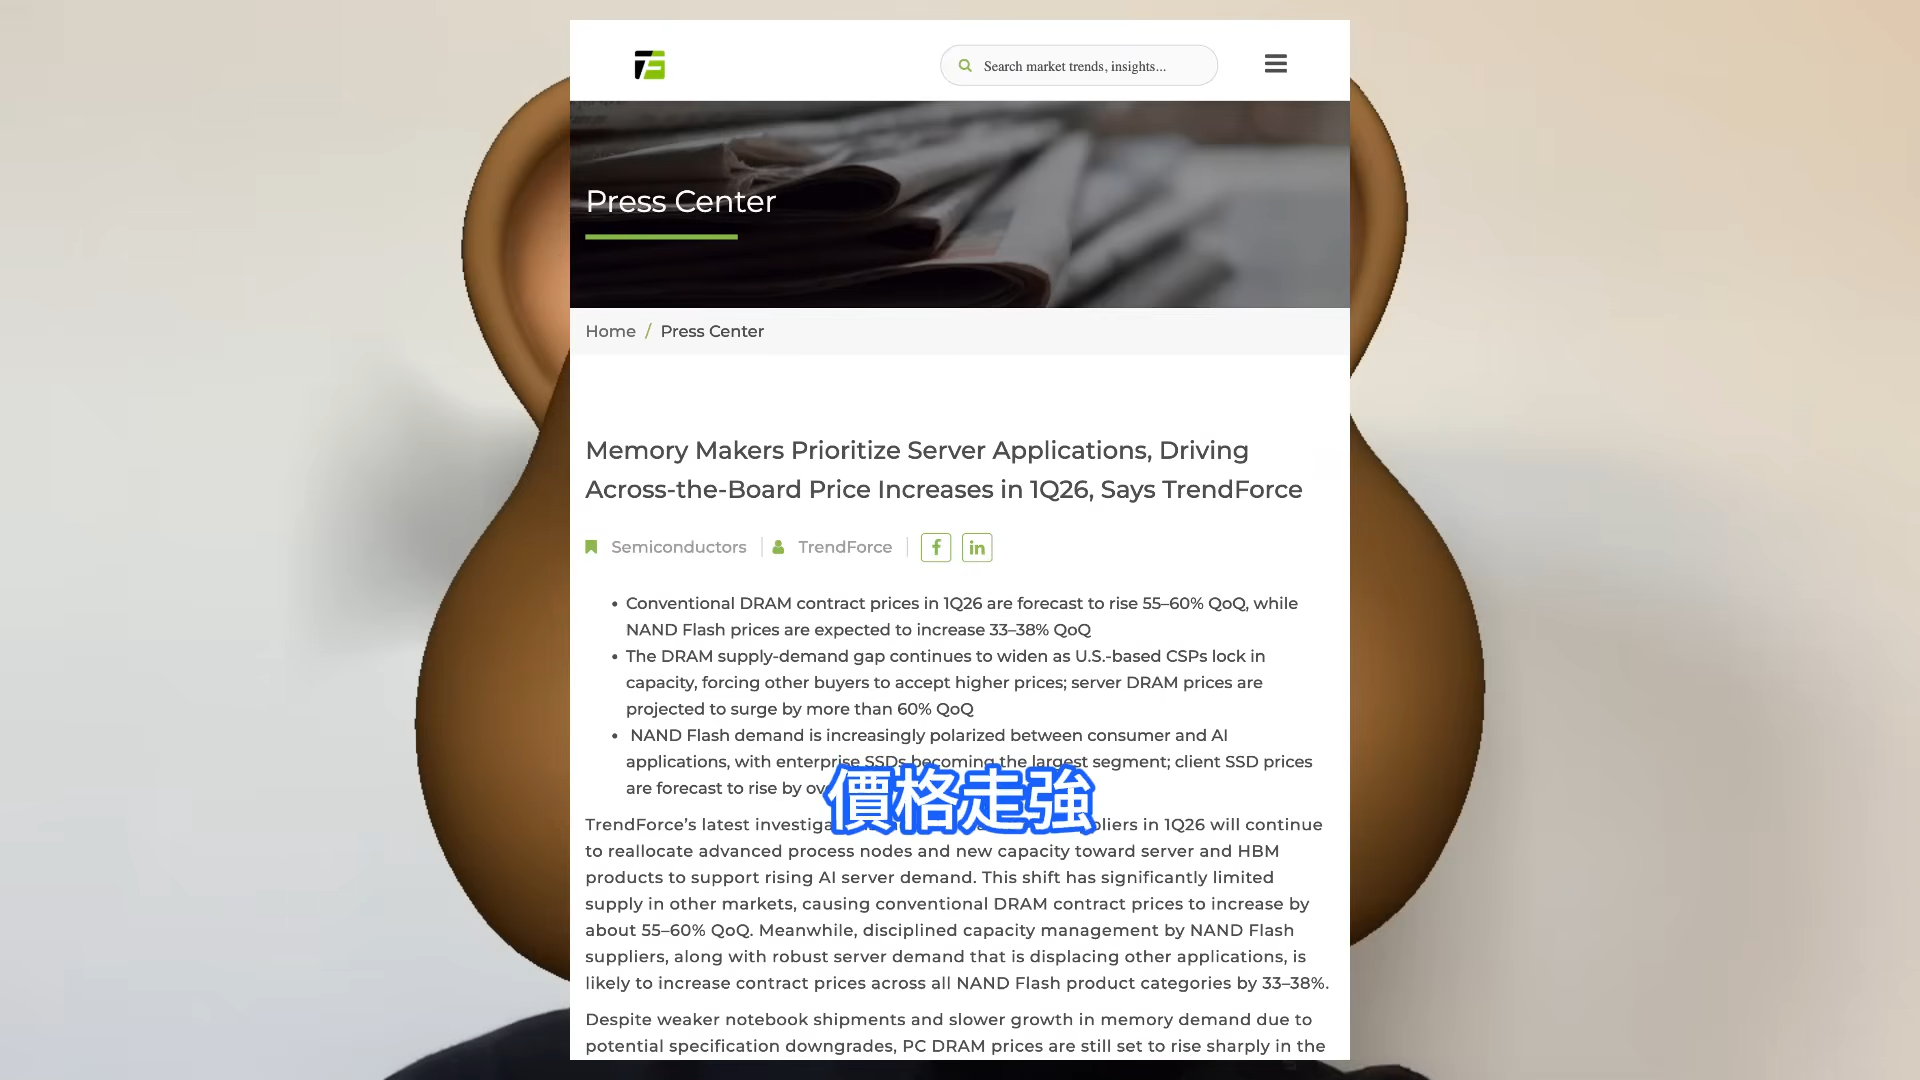 Search market trends, insights...
Press Center
Home / Press Center
Memory Makers Prioritize Server Applications, Driving
Across-the-Board Price Increases in 1Q26, Says TrendForce
Semiconductors | TrendForce |
• Conventional DRAM contract prices in 1Q26 are forecast to rise 55–60% QoQ, while
NAND Flash prices are expected to increase 33–38% QoQ
• The DRAM supply-demand gap continues to widen as U.S.-based CSPs lock in
capacity, forcing other buyers to accept higher prices; server DRAM prices are
projected to surge by more than 60% QoQ
• NAND Flash demand is increasingly polarized between consumer and AI
applications, with enterprise SSDs becoming the largest segment; client SSD prices
are forecast to rise by
價格走強
TrendForce’s latest in 1Q26 will continue
to reallocate advanced process nodes and new capacity toward server and HBM
products to support rising AI server demand. This shift has significantly limited
supply in other markets, causing conventional DRAM contract prices to increase by
about 55–60% QoQ. Meanwhile, disciplined capacity management by NAND Flash
suppliers, along with robust server demand that is displacing other applications, is
likely to increase contract prices across all NAND Flash product categories by 33–38%.
Despite weaker notebook shipments and slower growth in memory demand due to
potential specification downgrades, PC DRAM prices are still set to rise sharply in the